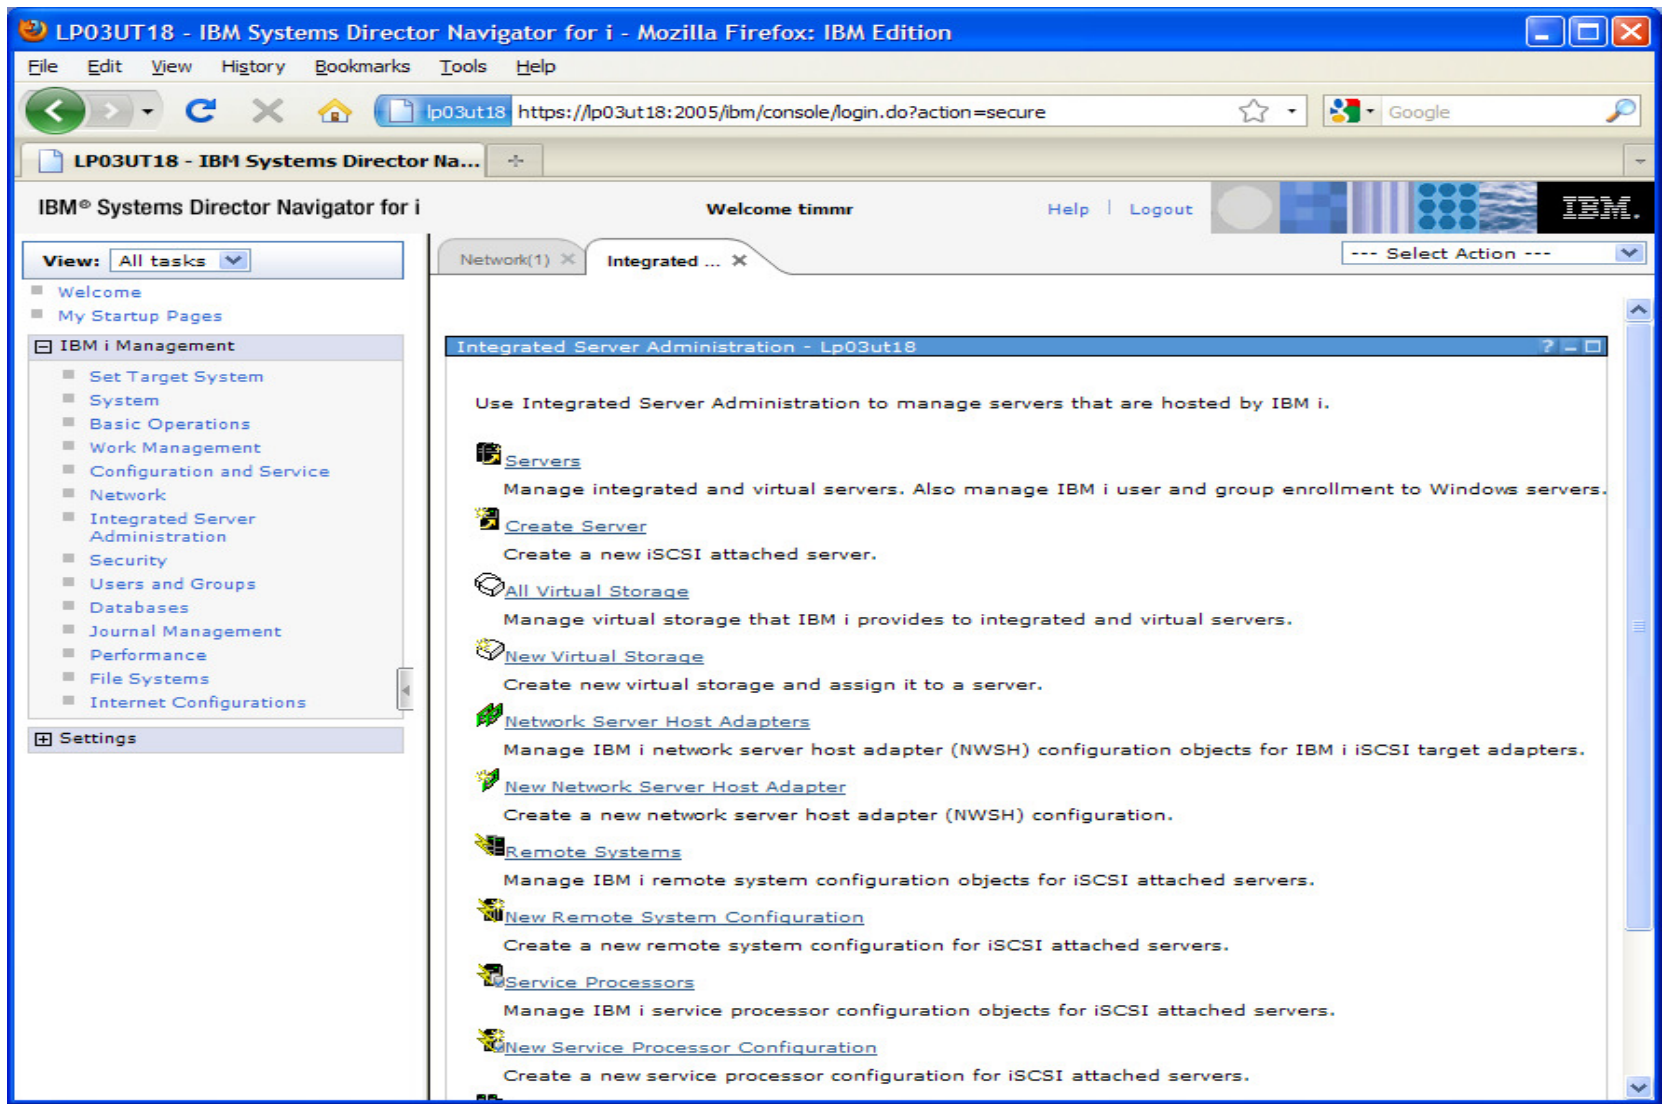 LP03UT18 - IBM Systems Director Navigator for i - Mozilla Firefox: IBM Edition
File Edit View History Bookmarks Tools Help
lp03ut18 https://lp03ut18:2005/ibm/console/login.do?action=secure Google
LP03UT18 - IBM Systems Director Na...
IBM® Systems Director Navigator for i Welcome timmr Help | Logout IBM.
View: All tasks
Network(1) Integrated ... --- Select Action ---
Welcome
My Startup Pages
IBM i Management
Set Target System
System
Basic Operations
Work Management
Configuration and Service
Network
Integrated Server
Administration
Security
Users and Groups
Databases
Journal Management
Performance
File Systems
Internet Configurations
Settings
Integrated Server Administration - Lp03ut18 ?
Use Integrated Server Administration to manage servers that are hosted by IBM i.
Servers
Manage integrated and virtual servers. Also manage IBM i user and group enrollment to Windows servers.
Create Server
Create a new iSCSI attached server.
All Virtual Storage
Manage virtual storage that IBM i provides to integrated and virtual servers.
New Virtual Storage
Create new virtual storage and assign it to a server.
Network Server Host Adapters
Manage IBM i network server host adapter (NWSH) configuration objects for IBM i iSCSI target adapters.
New Network Server Host Adapter
Create a new network server host adapter (NWSH) configuration.
Remote Systems
Manage IBM i remote system configuration objects for iSCSI attached servers.
New Remote System Configuration
Create a new remote system configuration for iSCSI attached servers.
Service Processors
Manage IBM i service processor configuration objects for iSCSI attached servers.
New Service Processor Configuration
Create a new service processor configuration for iSCSI attached servers.